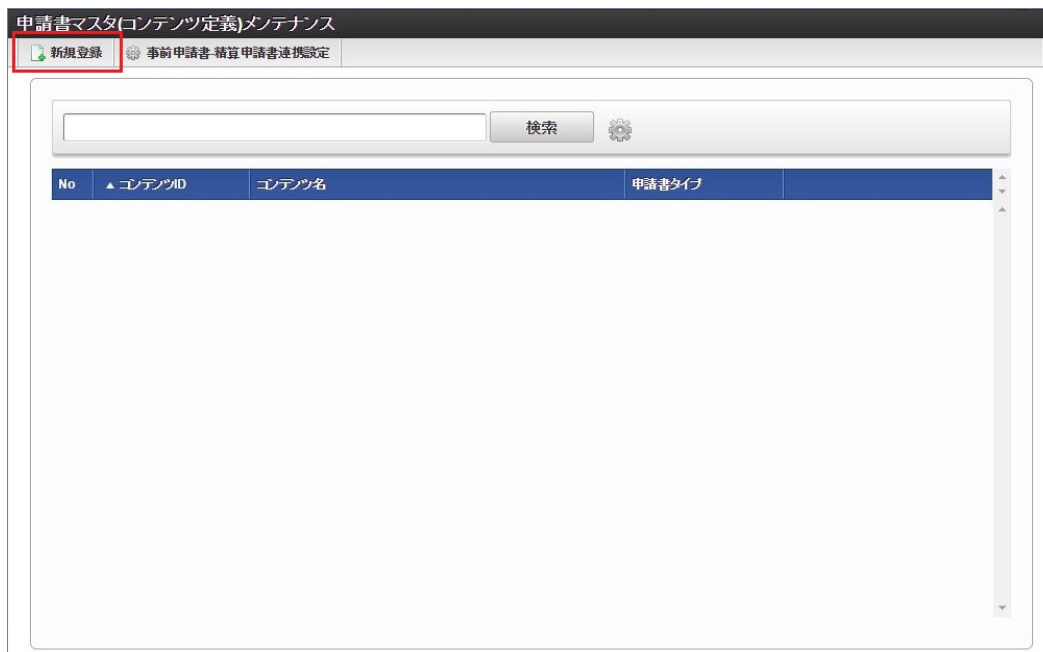 申請書マスタ(コンテンツ定義)メンテナンス
新規登録 事前申請書-精算申請書連携設定
検索
No ▲コンテンツID コンテンツ名 申請書タイプ